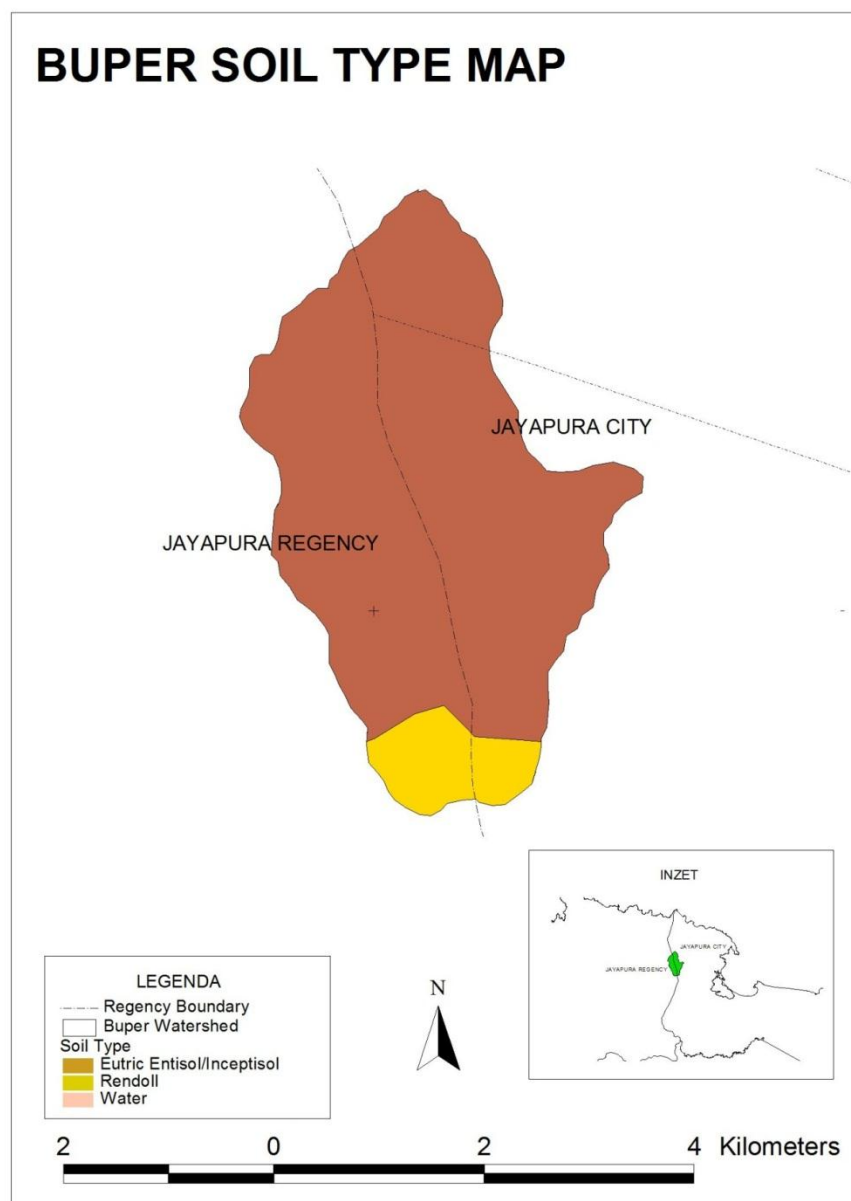 BUPER SOIL TYPE MAP
JAYAPURA CITY
JAYAPURA REGENCY
INZET
JAYAPURA CITY
JAYAPURA REGENCY
LEGENDA
Regency Boundary
Buper Watershed
Soil Type
Eutric Entisol/Inceptisol
Rendoll
Water
N
2 0 2 4 Kilometers